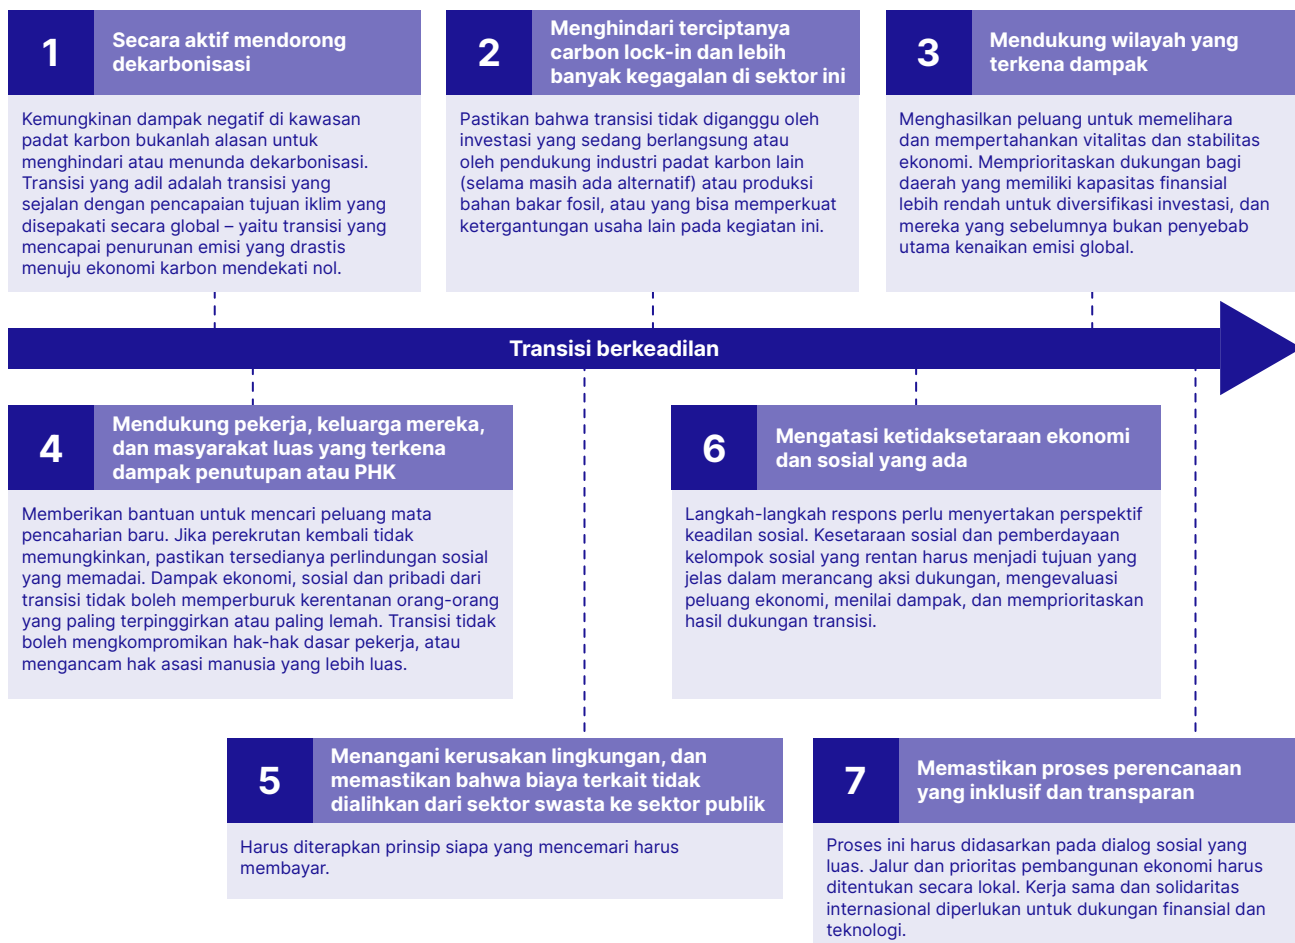 1
Secara aktif mendorong
dekarbonisasi
Kemungkinan dampak negatif di kawasan
padat karbon bukanlah alasan untuk
menghindari atau menunda dekarbonisasi.
Transisi yang adil adalah transisi yang
sejalan dengan pencapaian tujuan iklim yang
disepakati secara global – yaitu transisi yang
mencapai penurunan emisi yang drastis
menuju ekonomi karbon mendekati nol.
2
Menghindari terciptanya
carbon lock-in dan lebih
banyak kegagalan di sektor ini
Pastikan bahwa transisi tidak diganggu oleh
investasi yang sedang berlangsung atau
oleh pendukung industri padat karbon lain
(selama masih ada alternatif) atau produksi
bahan bakar fosil, atau yang bisa memperkuat
ketergantungan usaha lain pada kegiatan ini.
3
Mendukung wilayah yang
terkena dampak
Menghasilkan peluang untuk memelihara
dan mempertahankan vitalitas dan stabilitas
ekonomi. Memprioritaskan dukungan bagi
daerah yang memiliki kapasitas finansial
lebih rendah untuk diversifikasi investasi, dan
mereka yang sebelumnya bukan penyebab
utama kenaikan emisi global.
Transisi berkeadilan
4
Mendukung pekerja, keluarga mereka,
dan masyarakat luas yang terkena
dampak penutupan atau PHK
Memberikan bantuan untuk mencari peluang mata
pencaharian baru. Jika perekrutan kembali tidak
memungkinkan, pastikan tersedianya perlindungan sosial
yang memadai. Dampak ekonomi, sosial dan pribadi dari
transisi tidak boleh memperburuk kerentanan orang-orang
yang paling terpinggirkan atau paling lemah. Transisi tidak
boleh mengkompromikan hak-hak dasar pekerja, atau
mengancam hak asasi manusia yang lebih luas.
6
Mengatasi ketidaksetaraan ekonomi
dan sosial yang ada
Langkah-langkah respons perlu menyertakan perspektif
keadilan sosial. Kesetaraan sosial dan pemberdayaan
kelompok sosial yang rentan harus menjadi tujuan yang
jelas dalam merancang aksi dukungan, mengevaluasi
peluang ekonomi, menilai dampak, dan memprioritaskan
hasil dukungan transisi.
5
Menangani kerusakan lingkungan, dan
memastikan bahwa biaya terkait tidak
dialihkan dari sektor swasta ke sektor publik
Harus diterapkan prinsip siapa yang mencemari harus
membayar.
7
Memastikan proses perencanaan
yang inklusif dan transparan
Proses ini harus didasarkan pada dialog sosial yang
luas. Jalur dan prioritas pembangunan ekonomi harus
ditentukan secara lokal. Kerja sama dan solidaritas
internasional diperlukan untuk dukungan finansial dan
teknologi.